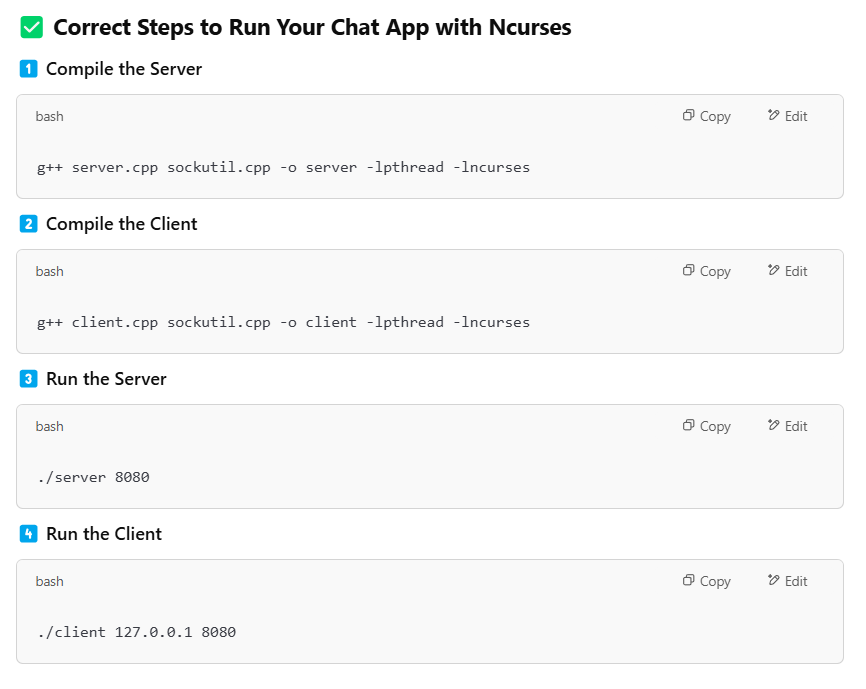 ✅ Correct Steps to Run Your Chat App with Ncurses
1️⃣ Compile the Server
bash Copy Edit
g++ server.cpp sockutil.cpp -o server -lpthread -lncurses
2️⃣ Compile the Client
bash Copy Edit
g++ client.cpp sockutil.cpp -o client -lpthread -lncurses
3️⃣ Run the Server
bash Copy Edit
./server 8080
4️⃣ Run the Client
bash Copy Edit
./client 127.0.0.1 8080